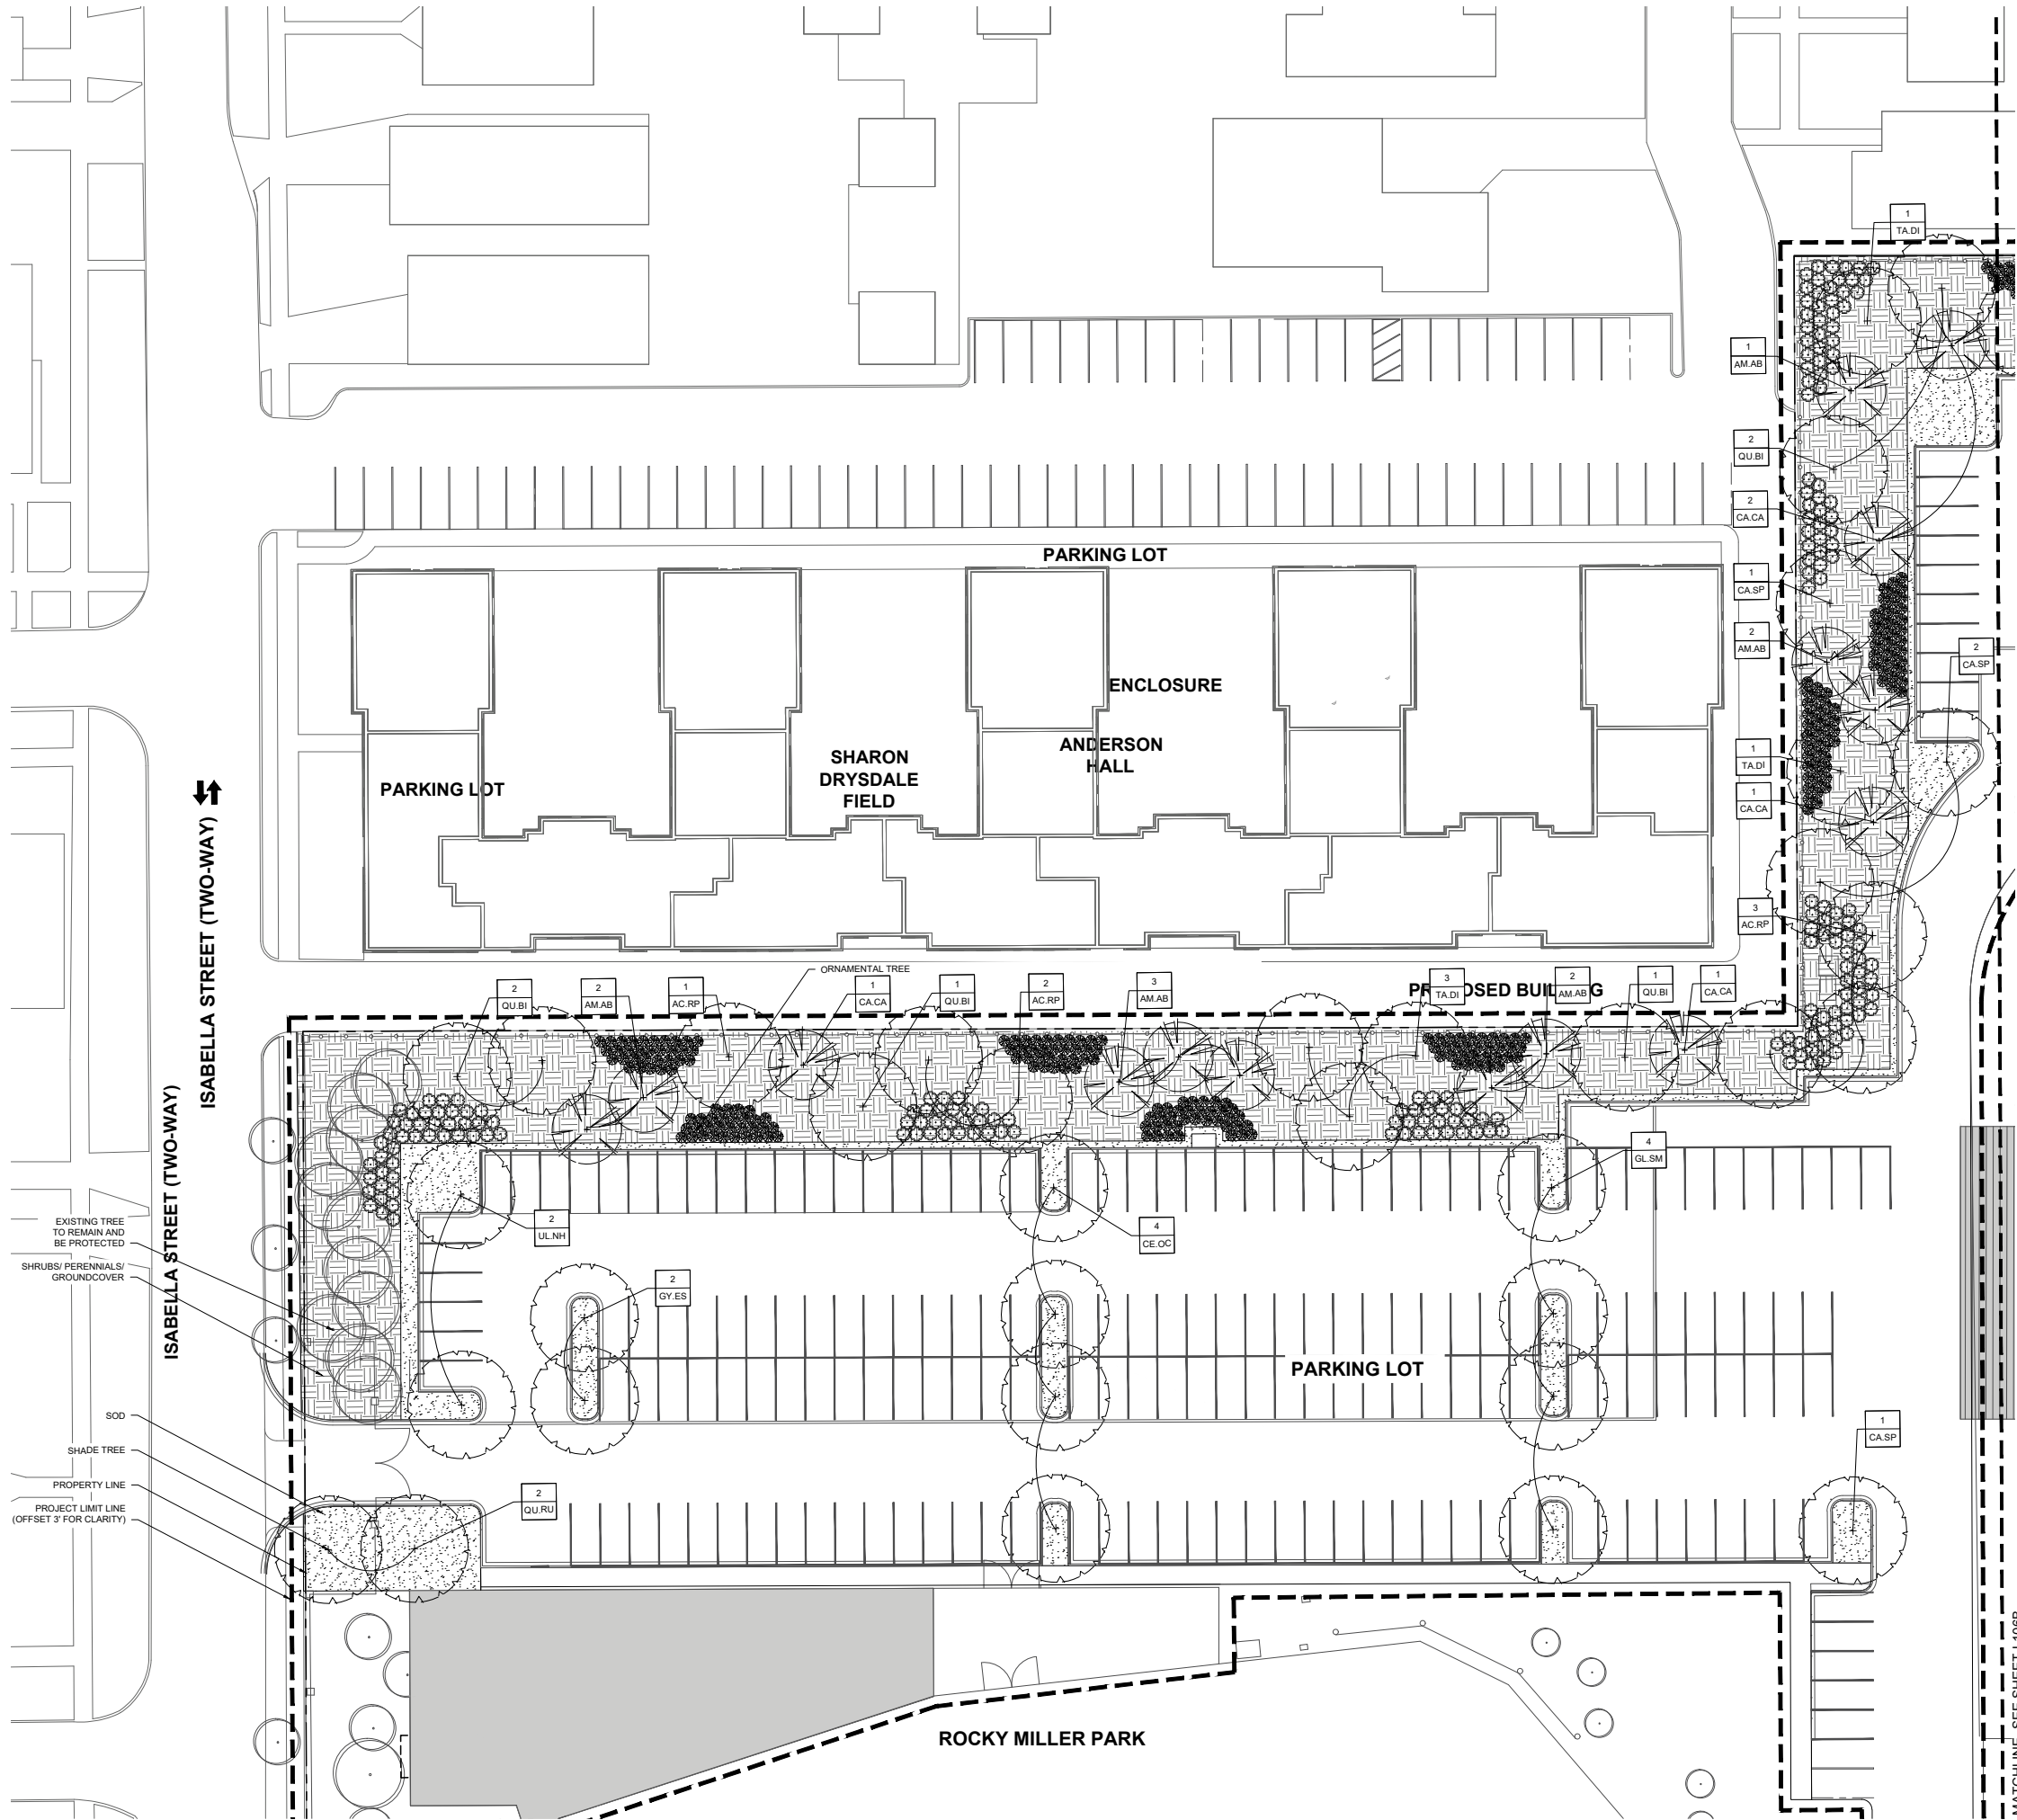 1
TA.DI
1
AM.AB
2
QU.BI
2
CA.CA
PARKING LOT
1
CA.SP
2
AM.AB
2
CA.SP
ENCLOSURE
ANDERSON
HALL
SHARON
DRYSDALE
FIELD
PARKING LOT
1
TA.DI
1
CA.CA
ISABELLA STREET (TWO-WAY)
3
AC.RP
ORNAMENTAL TREE
2
QU.BI
2
AM.AB
1
AC.RP
1
CA.CA
1
QU.BI
2
AC.RP
3
AM.AB
3
TA.DI
2
AM.AB
1
QU.BI
1
CA.CA
ISABELLA STREET (TWO-WAY)
4
GL.SM
2
UL.NH
4
CE.OC
EXISTING TREE
TO REMAIN AND
BE PROTECTED
SHRUBS/ PERENNIALS/
GROUNDCOVER
2
GY.ES
PARKING LOT
SOD
SHADE TREE
PROPERTY LINE
PROJECT LIMIT LINE
(OFFSET 3' FOR CLARITY)
1
CA.SP
2
QU.RU
ROCKY MILLER PARK